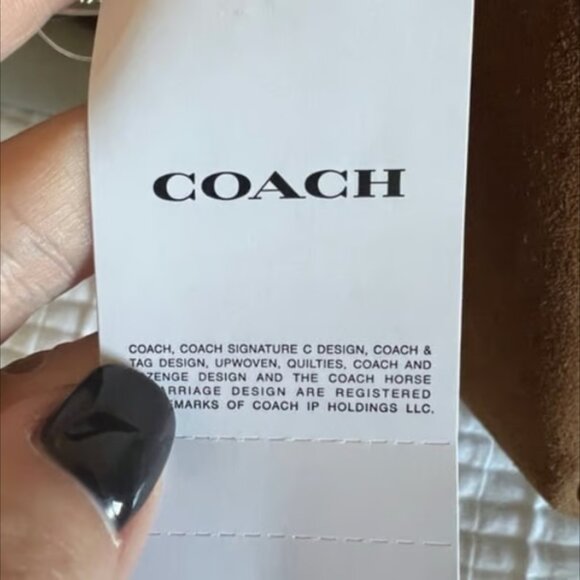 COACH
COACH, COACH SIGNATURE C DESIGN, COACH &
TAG DESIGN, UPWOVEN, QUILTIES, COACH AND
DESIGN AND THE COACH HORSE
DESIGN ARE REGISTERED
OF COACH IP HOLDINGS LLC.